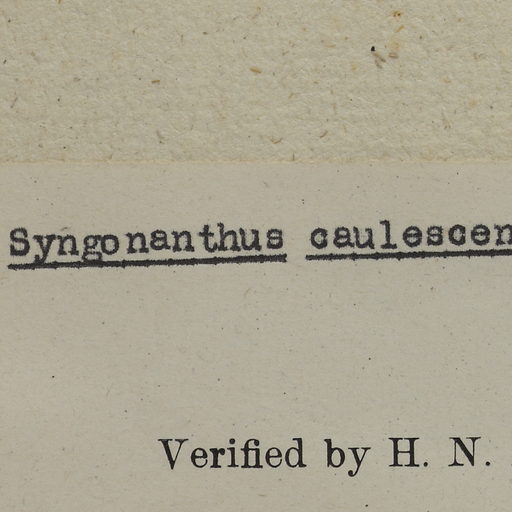 Syngonanthus caulescen
Verified by H. N.